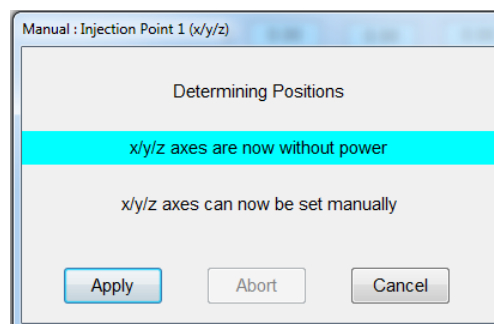 Manual : Injection Point 1 (x/y/z)
Determining Positions
x/y/z axes are now without power
x/y/z axes can now be set manually
Apply
Abort
Cancel